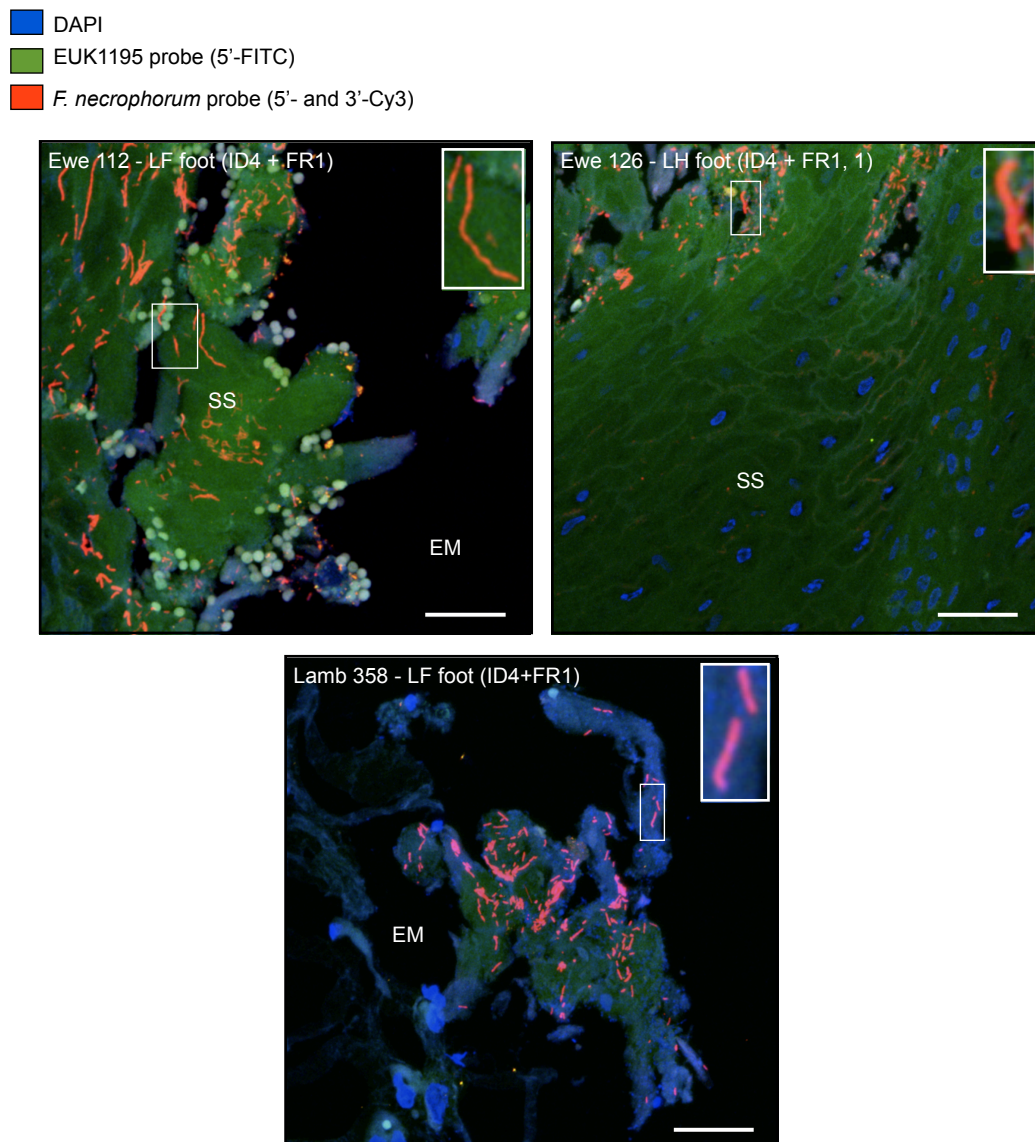 DAPI
EUK1195 probe (5’-FITC)
F. necrophorum probe (5’- and 3’-Cy3)
Ewe 112 - LF foot (ID4 + FR1)
SS
EM
Ewe 126 - LH foot (ID4 + FR1, 1)
SS
Lamb 358 - LF foot (ID4+FR1)
EM